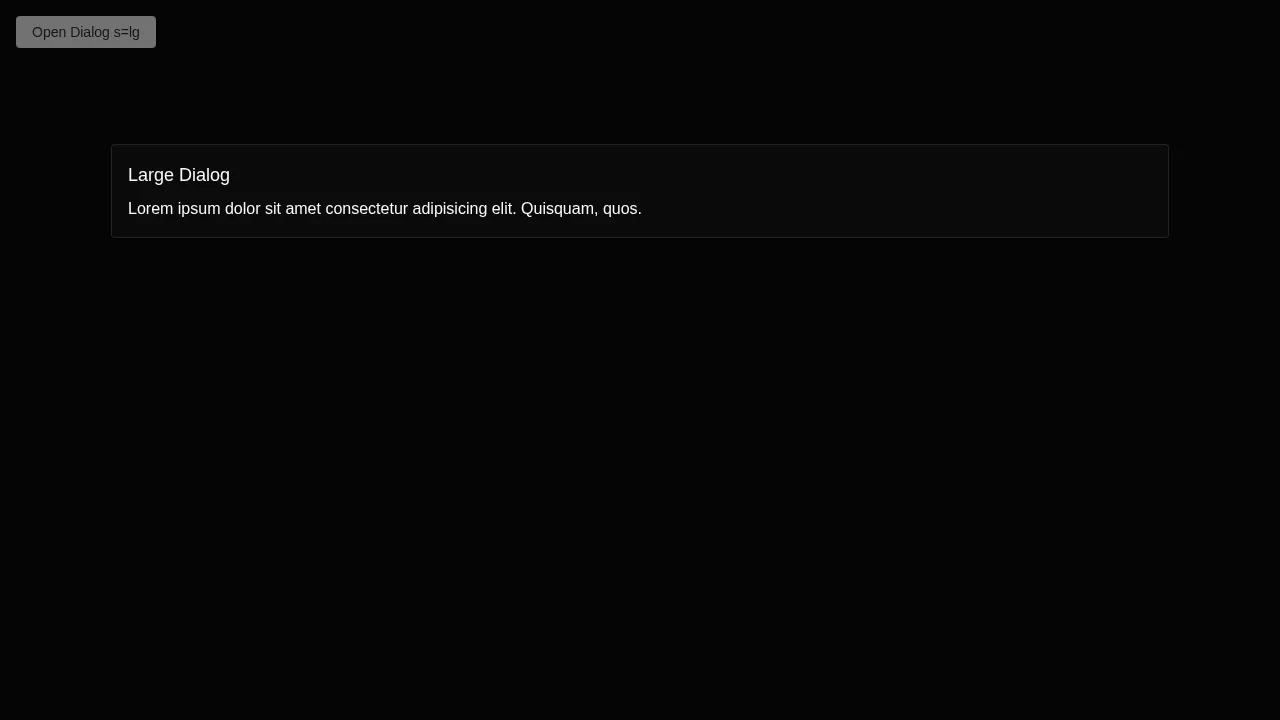 Open Dialog s=lg
Large Dialog
Lorem ipsum dolor sit amet consectetur adipisicing elit. Quisquam, quos.